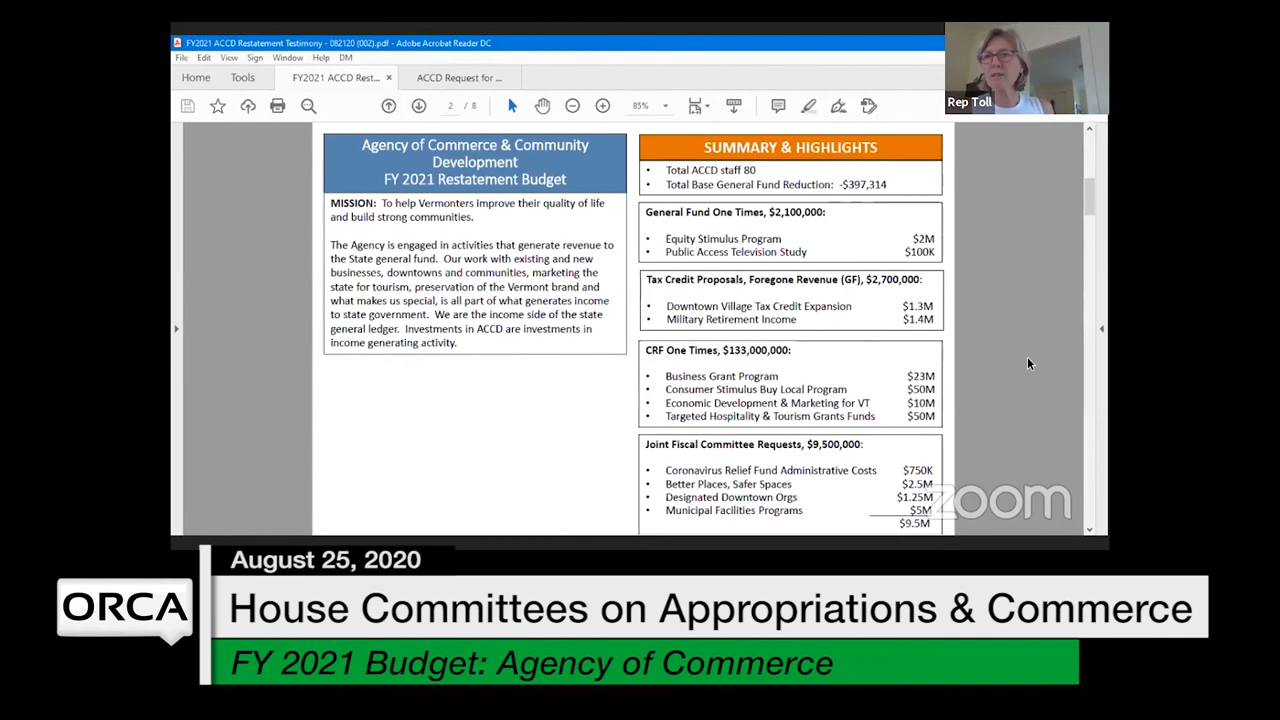 FY2021 ACCD Restatement Testimony - 082120 (002).pdf - Adobe Acrobat Reader DC
File Edit View Sign Window Help DM
Home Tools FY2021 ACCD Rest... × ACCD Request for ...
2 / 8 85%
Rep Toll
Agency of Commerce & Community
Development
FY 2021 Restatement Budget
MISSION: To help Vermonters improve their quality of life
and build strong communities.
The Agency is engaged in activities that generate revenue to
the State general fund. Our work with existing and new
businesses, downtowns and communities, marketing the
state for tourism, preservation of the Vermont brand and
what makes us special, is all part of what generates income
to state government. We are the income side of the state
general ledger. Investments in ACCD are investments in
income generating activity.
SUMMARY & HIGHLIGHTS
• Total ACCD staff 80
• Total Base General Fund Reduction: -$397,314
General Fund One Times, $2,100,000:
• Equity Stimulus Program $2M
• Public Access Television Study $100K
Tax Credit Proposals, Foregone Revenue (GF), $2,700,000:
• Downtown Village Tax Credit Expansion $1.3M
• Military Retirement Income $1.4M
CRF One Times, $133,000,000:
• Business Grant Program $23M
• Consumer Stimulus Buy Local Program $50M
• Economic Development & Marketing for VT $10M
• Targeted Hospitality & Tourism Grants Funds $50M
Joint Fiscal Committee Requests, $9,500,000:
• Coronavirus Relief Fund Administrative Costs $750K
• Better Places, Safer Spaces $2.5M
• Designated Downtown Orgs $1.25M
• Municipal Facilities Programs $5M
$9.5M
zoom
August 25, 2020
ORCA
House Committees on Appropriations & Commerce
FY 2021 Budget: Agency of Commerce